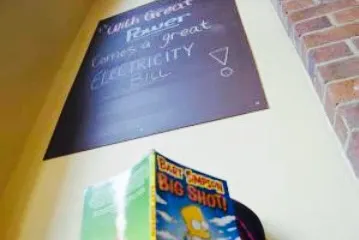 With Great
Power
Comes a great
ELECTRICITY
BILL !
BART SIMPSON
BIG SHOT!